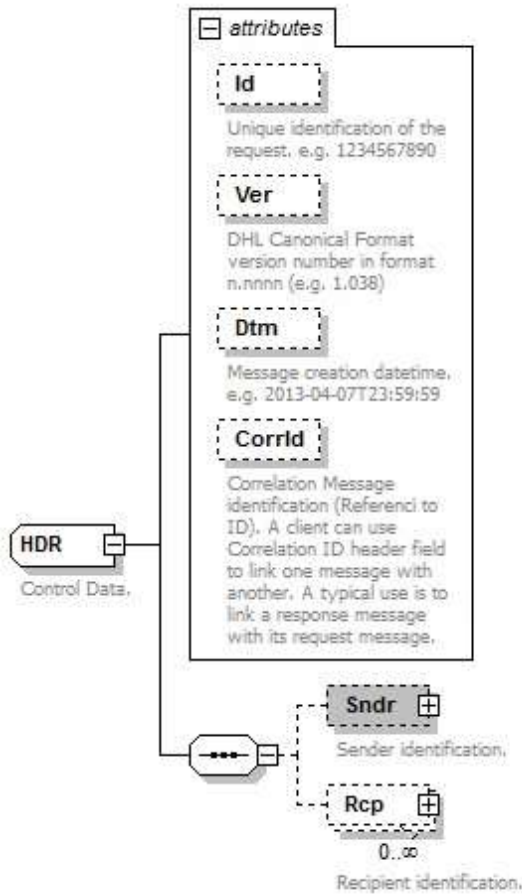 attributes
Id
Unique identification of the
request. e.g. 1234567890
Ver
DHL Canonical Format
version number in format
n.nnnn (e.g. 1.038)
Dtm
Message creation datetime.
e.g. 2013-04-07T23:59:59
CorrId
Correlation Message
identification (Referenci to
ID). A client can use
Correlation ID header field
to link one message with
another. A typical use is to
link a response message
with its request message.
HDR
Control Data.
Sndr
Sender identification.
Rcp
0..∞
Recipient identification.